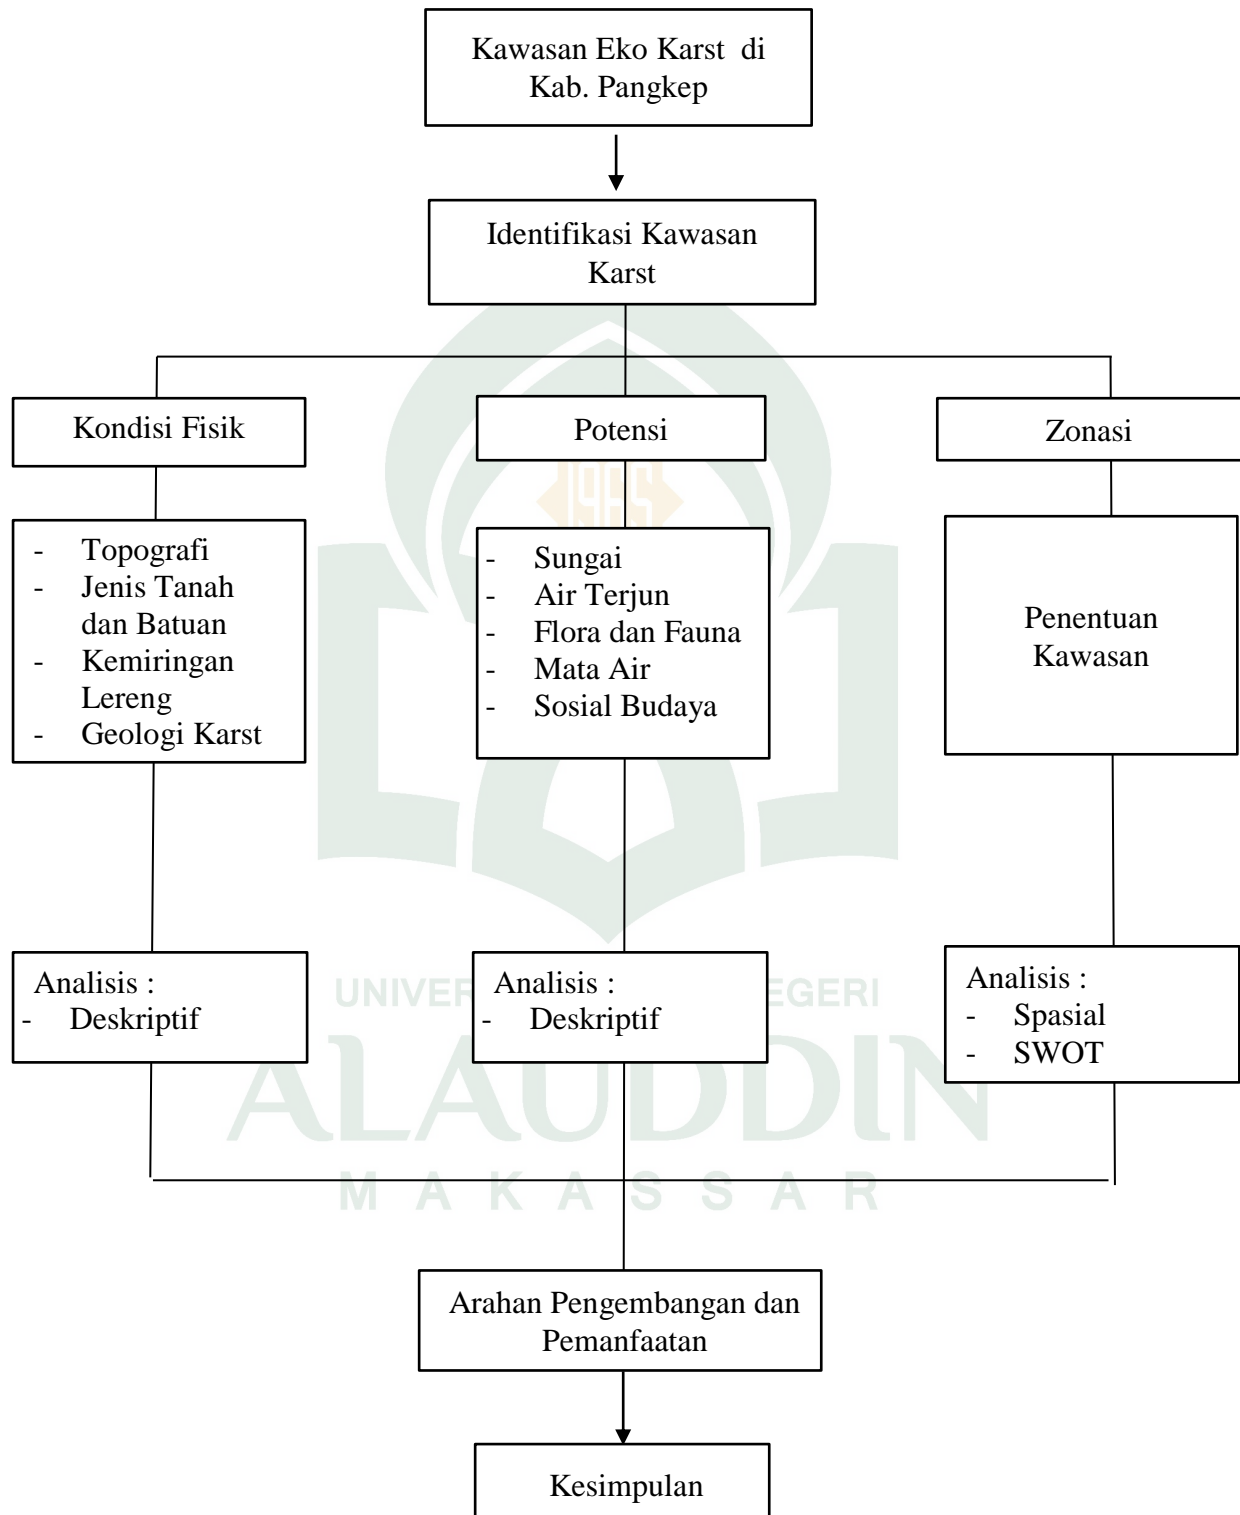 Kawasan Eko Karst di
Kab. Pangkep
Identifikasi Kawasan
Karst
Kondisi Fisik
Potensi
Zonasi
- Topografi
- Jenis Tanah
dan Batuan
- Kemiringan
Lereng
- Geologi Karst
- Sungai
- Air Terjun
- Flora dan Fauna
- Mata Air
- Sosial Budaya
Penentuan
Kawasan
Analisis :
- Deskriptif
Analisis :
- Deskriptif
Analisis :
- Spasial
- SWOT
1965
UNIVER EGERI
ALAUDDIN
MAKASSAR
Arahan Pengembangan dan
Pemanfaatan
Kesimpulan